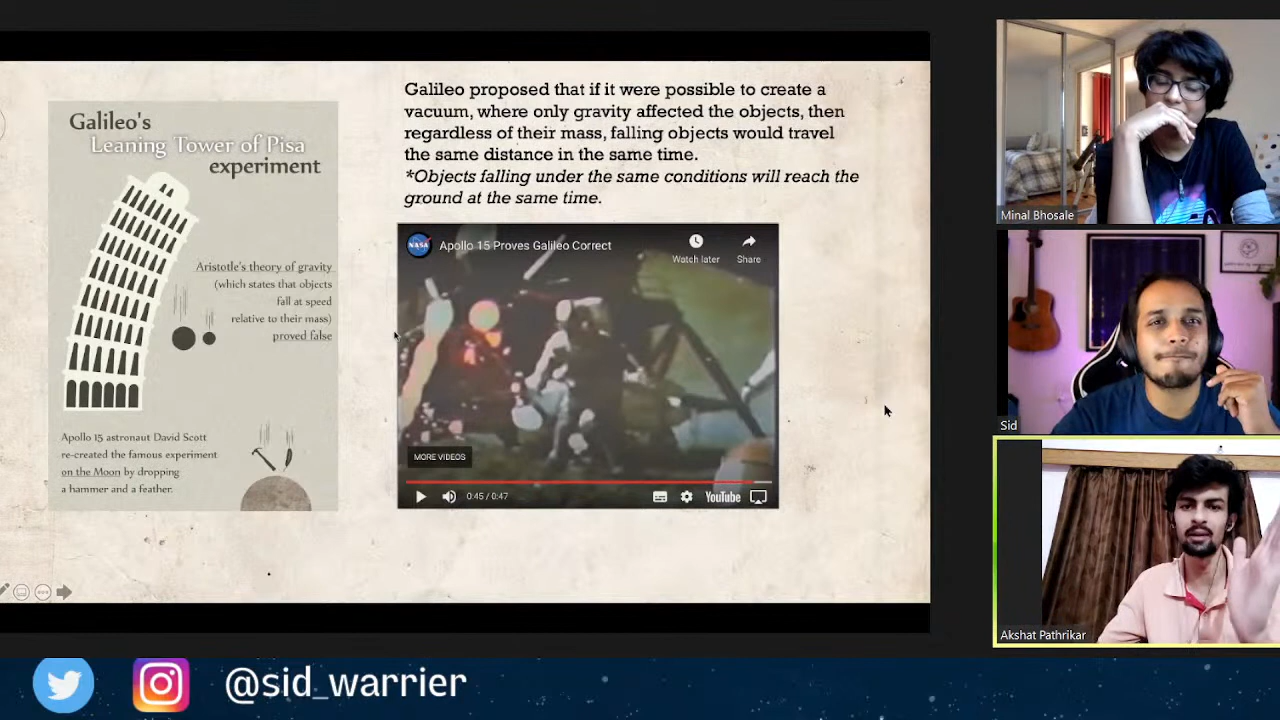 Galileo's
Leaning Tower of Pisa
experiment
Aristotle's theory of gravity
(which states that objects
fall at speed
relative to their mass)
proved false
Apollo 15 astronaut David Scott
re-created the famous experiment
on the Moon by dropping
a hammer and a feather.
Galileo proposed that if it were possible to create a
vacuum, where only gravity affected the objects, then
regardless of their mass, falling objects would travel
the same distance in the same time.
*Objects falling under the same conditions will reach the
ground at the same time.
NASA
Apollo 15 Proves Galileo Correct
Watch later
Share
MORE VIDEOS
0:45 / 0:47
YouTube
Minal Bhosale
Sid
Akshat Pathrikar
@sid_warrier